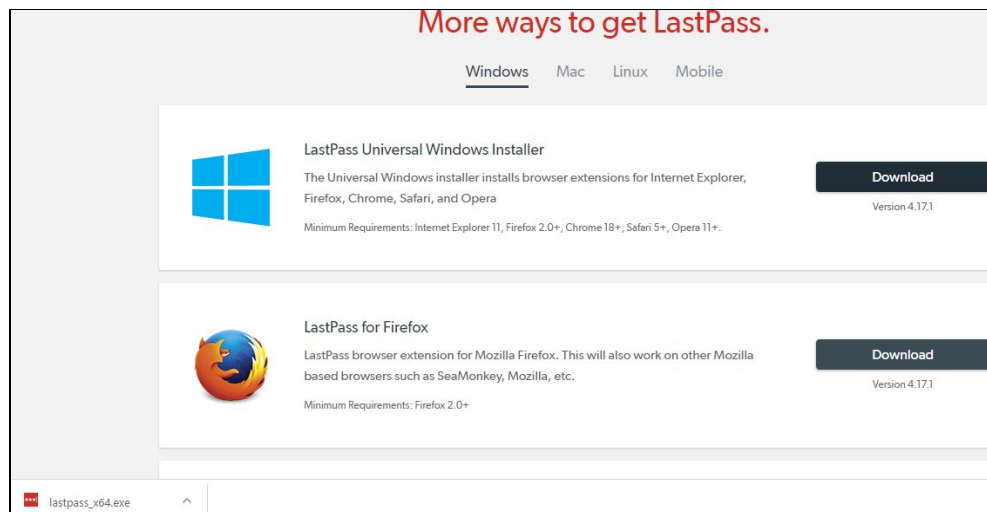 More ways to get LastPass.
Windows Mac Linux Mobile
LastPass Universal Windows Installer
The Universal Windows installer installs browser extensions for Internet Explorer,
Firefox, Chrome, Safari, and Opera
Minimum Requirements: Internet Explorer 11, Firefox 2.0+, Chrome 18+, Safari 5+, Opera 11+.
Download
Version 4.17.1
LastPass for Firefox
LastPass browser extension for Mozilla Firefox. This will also work on other Mozilla
based browsers such as SeaMonkey, Mozilla, etc.
Minimum Requirements: Firefox 2.0+
Download
Version 4.17.1
lastpass_x64.exe